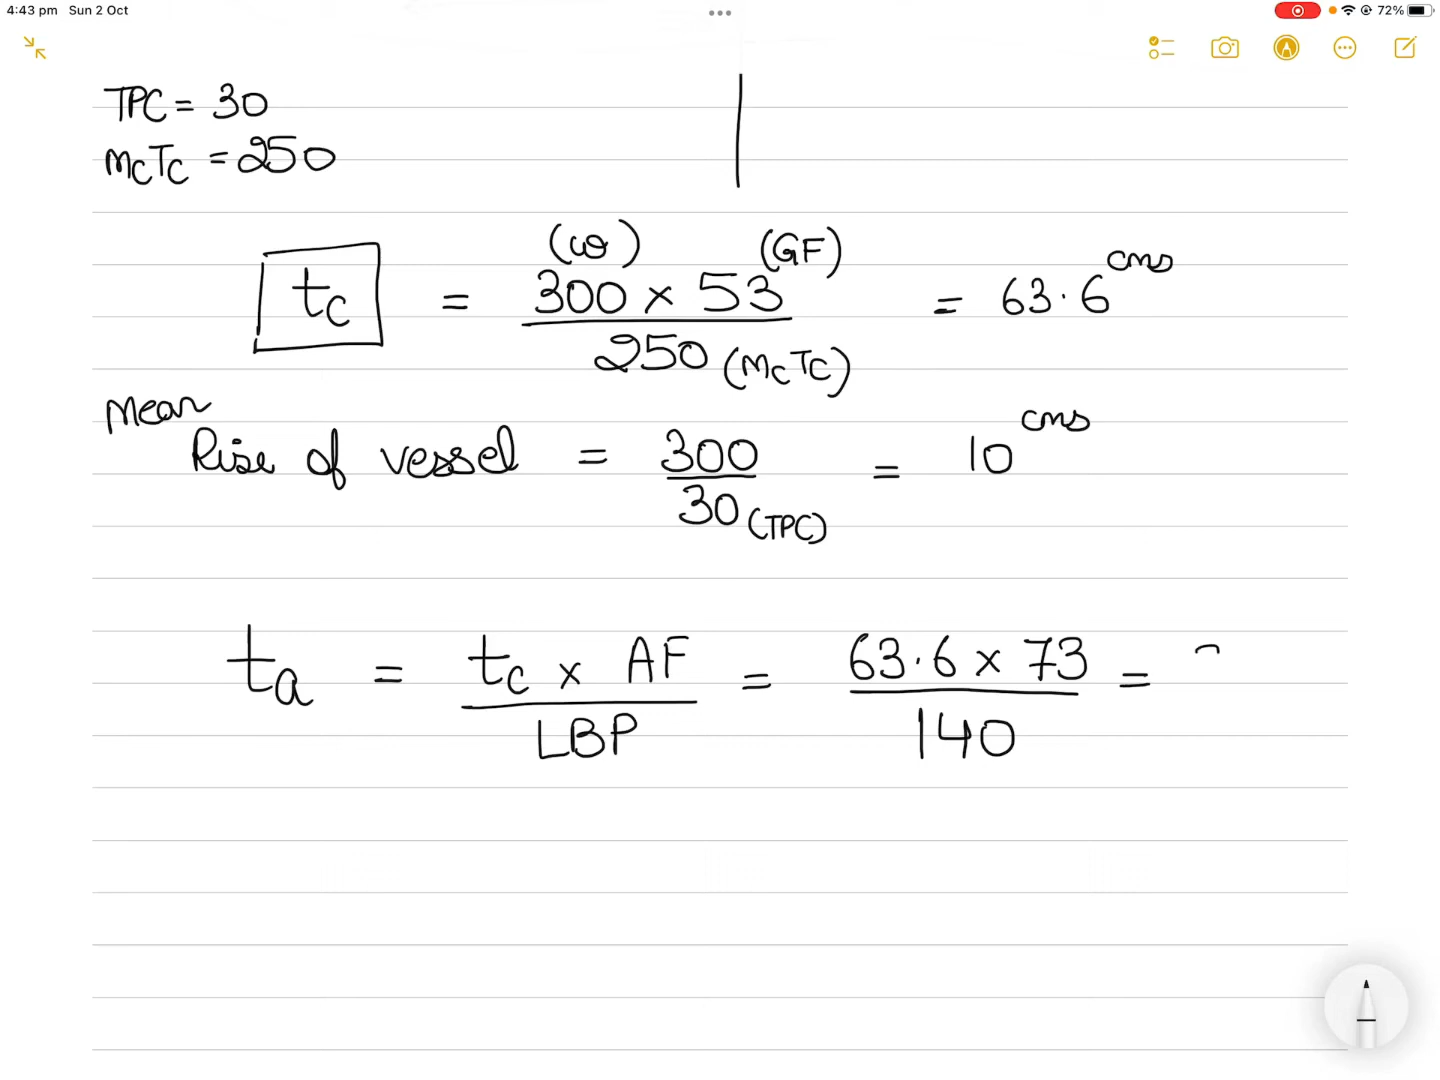 4:43 pm Sun 2 Oct
72%
TPC = 30
MCTC = 250
(ω) (GF)
tc = 300 × 53 = 63.6 cms
250 (MCTC)
Mean
Rise of vessel = 300 = 10 cms
30 (TPC)
ta = tc × AF = 63.6 × 73 =
LBP 140